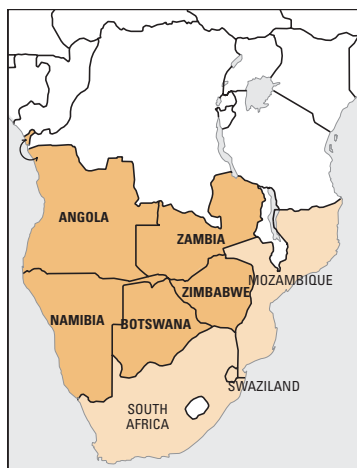 ANGOLA
ZAMBIA
MOZAMBIQUE
ZIMBABWE
NAMIBIA
BOTSWANA
SWAZILAND
SOUTH
AFRICA